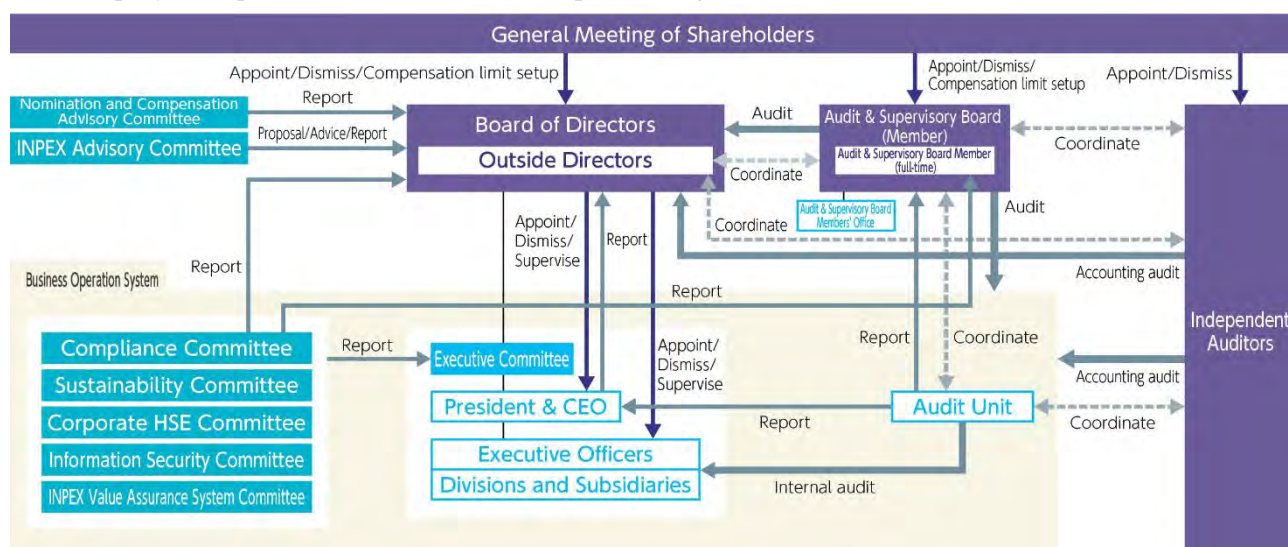 General Meeting of Shareholders
Appoint/Dismiss/Compensation limit setup
Appoint/Dismiss/
Compensation limit setup
Appoint/Dismiss
Nomination and Compensation
Advisory Committee
Report
INPEX Advisory Committee
Proposal/Advice/Report
Board of Directors
Outside Directors
Audit
Coordinate
Audit & Supervisory Board
(Member)
Audit & Supervisory Board Member
(full-time)
Coordinate
Audit & Supervisory Board
Members' Office
Audit
Report
Appoint/
Dismiss/
Supervise
Report
Coordinate
Accounting audit
Business Operation System
Report
Independent
Auditors
Compliance Committee
Sustainability Committee
Corporate HSE Committee
Information Security Committee
INPEX Value Assurance System Committee
Report
Executive Committee
Appoint/
Dismiss/
Supervise
Report
Coordinate
Accounting audit
President & CEO
Report
Audit Unit
Coordinate
Executive Officers
Divisions and Subsidiaries
Internal audit